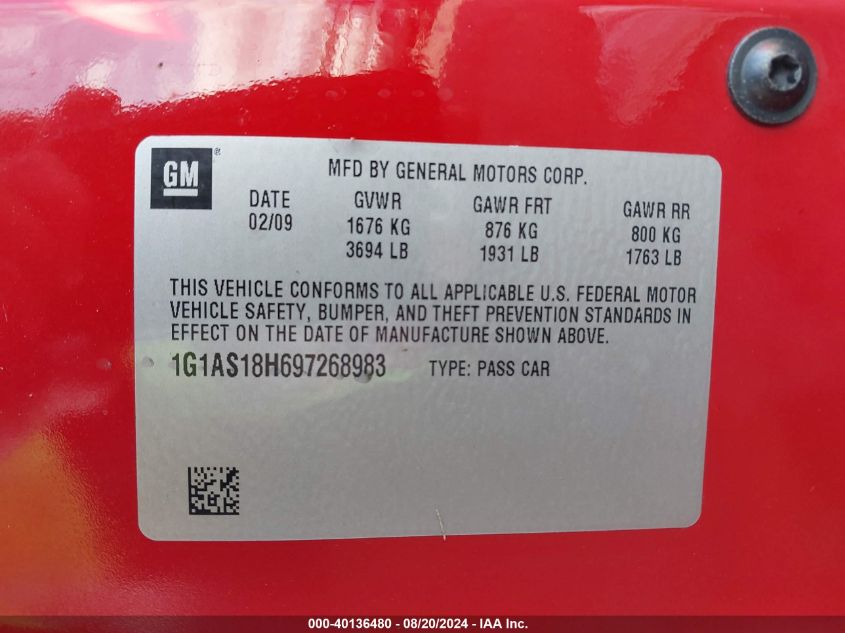 GM ®
MFD BY GENERAL MOTORS CORP.
DATE GVWR GAWR FRT GAWR RR
02/09 1676 KG 876 KG 800 KG
3694 LB 1931 LB 1763 LB
THIS VEHICLE CONFORMS TO ALL APPLICABLE U.S. FEDERAL MOTOR
VEHICLE SAFETY, BUMPER, AND THEFT PREVENTION STANDARDS IN
EFFECT ON THE DATE OF MANUFACTURE SHOWN ABOVE.
1G1AS18H697268983 TYPE: PASS CAR
000-40136480 - 08/20/2024 - IAA Inc.